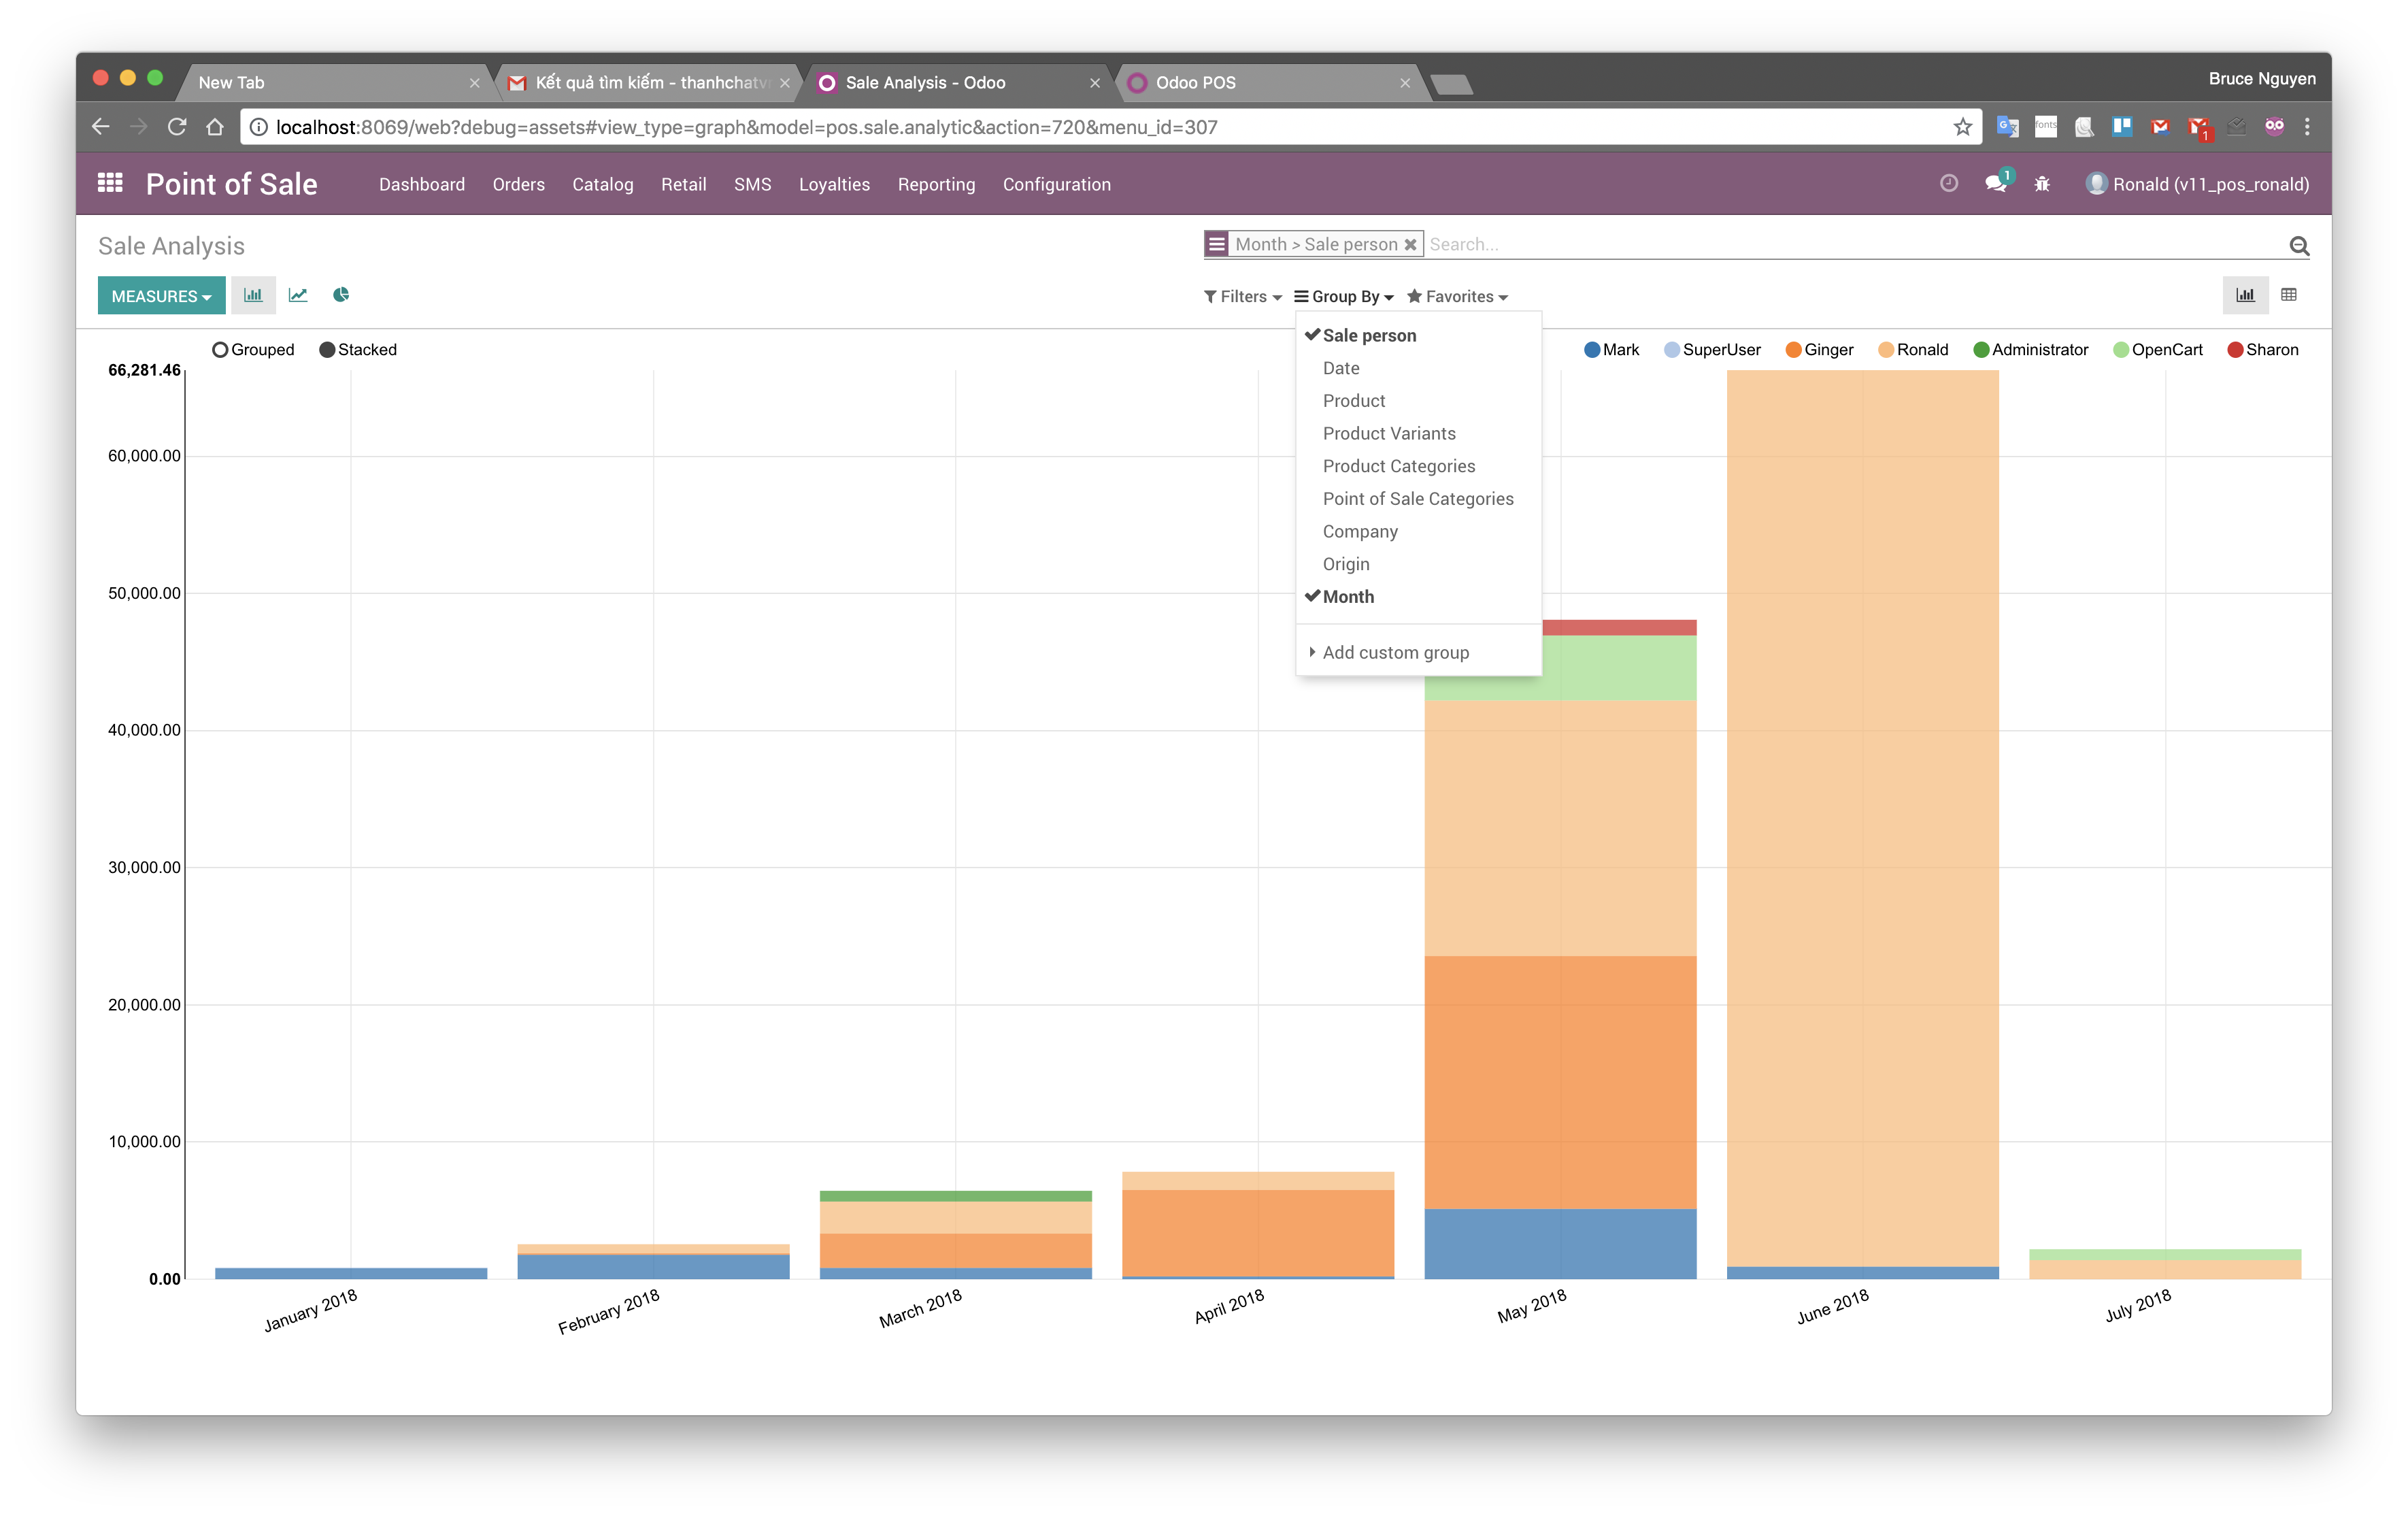 New Tab
Kết quả tìm kiếm - thanhchatv
Sale Analysis - Odoo
Odoo POS
Bruce Nguyen
localhost:8069/web?debug=assets#view_type=graph&model=pos.sale.analytic&action=720&menu_id=307
fonts
1
Point of Sale
Dashboard
Orders
Catalog
Retail
SMS
Loyalties
Reporting
Configuration
1
Ronald (v11_pos_ronald)
Sale Analysis
Month > Sale person
Search...
MEASURES
Filters
Group By
Favorites
Sale person
Date
Product
Product Variants
Product Categories
Point of Sale Categories
Company
Origin
Month
Add custom group
Grouped
Stacked
Mark
SuperUser
Ginger
Ronald
Administrator
OpenCart
Sharon
66,281.46
60,000.00
50,000.00
40,000.00
30,000.00
20,000.00
10,000.00
0.00
January 2018
February 2018
March 2018
April 2018
May 2018
June 2018
July 2018